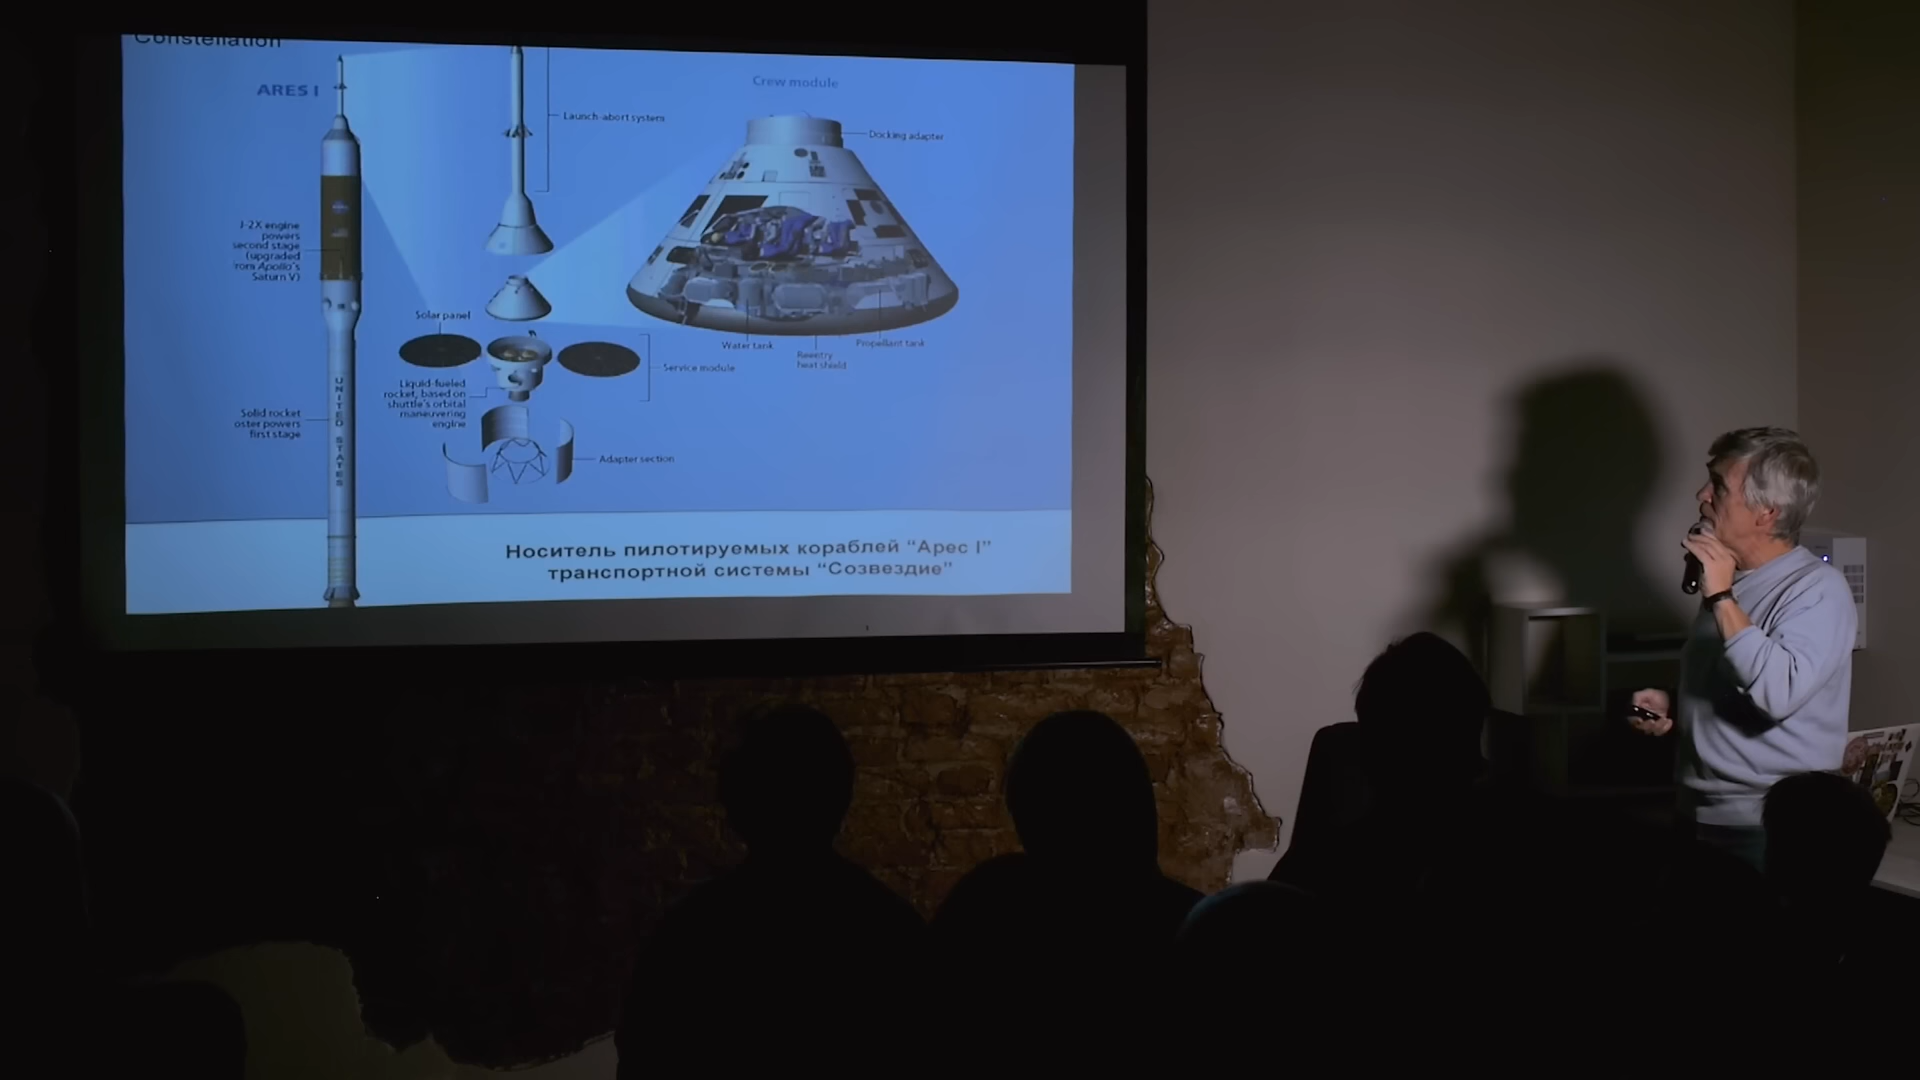 Constellation
ARES I
Crew module
Launch-abort system
Docking adapter
J-2X engine
powers
second stage
(upgraded
from Apollo's
Saturn V)
Solar panel
Water tank
Reentry
heat shield
Propellant tank
Service module
Liquid-fueled
rocket, based on
shuttle's orbital
maneuvering
engine
Solid rocket
oster powers
first stage
UNITED STATES
Adapter section
Носитель пилотируемых кораблей “Арес I”
транспортной системы “Созвездие”